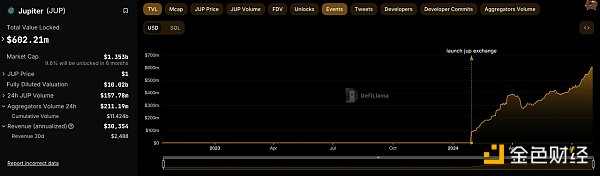 Jupiter (JUP)
Total Value Locked
$602.21m
Market Cap $1.353b
9.6% will be unlocked in 6 months
JUP Price $1
Fully Diluted Valuation $10.02b
24h JUP Volume $157.78m
Aggregators Volume 24h $211.19m
Cumulative Volume $11.424b
Revenue (annualized) $30,354
Revenue 30d $2,488
Report incorrect data
TVL Mcap JUP Price JUP Volume FDV Unlocks Events Tweets Developers Developer Commits Aggregators Volume
USD SOL
launch jup exchange
$700m
$600m
$500m
$400m
$300m
$200m
$100m
$0
DefiLlama
2023 Apr Jul Oct 2024
金色财经